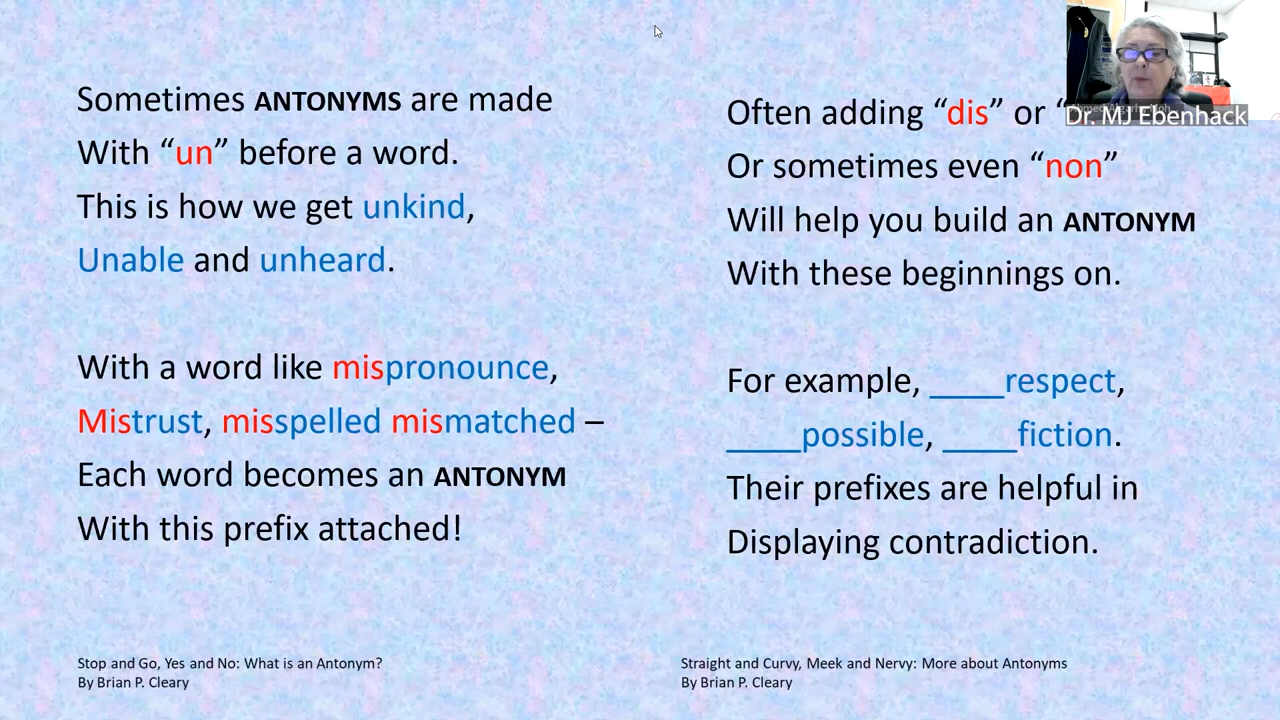 Sometimes ANTONYMS are made
With “un” before a word.
This is how we get unkind,
Unable and unheard.
With a word like mispronounce,
Mistrust, misspelled mismatched –
Each word becomes an ANTONYM
With this prefix attached!
Stop and Go, Yes and No: What is an Antonym?
By Brian P. Cleary
Often adding “dis” or “
Or sometimes even “non”
Will help you build an ANTONYM
With these beginnings on.
For example, ____respect,
____possible, ____fiction.
Their prefixes are helpful in
Displaying contradiction.
Straight and Curvy, Meek and Nervy: More about Antonyms
By Brian P. Cleary
Dr. MJ Ebenhack